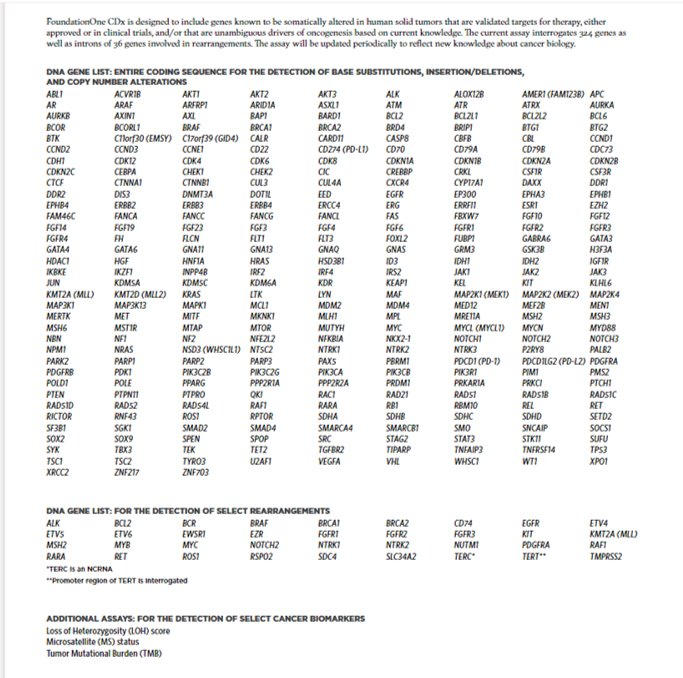 FoundationOne CDx is designed to include genes known to be somatically altered in human solid tumors that are validated targets for therapy, either
approved or in clinical trials, and/or that are unambiguous drivers of oncogenesis based on current knowledge. The current assay interrogates 324 genes as
well as introns of 36 genes involved in rearrangements. The assay will be updated periodically to reflect new knowledge about cancer biology.
DNA GENE LIST: ENTIRE CODING SEQUENCE FOR THE DETECTION OF BASE SUBSTITUTIONS, INSERTION/DELETIONS,
AND COPY NUMBER ALTERATIONS
ABL1 ACVR1B AKT1 AKT2 AKT3 ALK ALOX12B AMER1 (FAM123B) APC
AR ARAF ARFRP1 ARID1A ASXL1 ATM ATR ATRX AURKA
AURKB AXIN1 AXL BAP1 BARD1 BCL2 BCL2L1 BCL2L2 BCL6
BCOR BCORL1 BRAF BRCA1 BRCA2 BRD4 BRIP1 BTG1 BTG2
BTK C11orf30 (EMSY) C17orf39 (GID4) CALR CARD11 CASP8 CBFB CBL CCND1
CCND2 CCND3 CCNE1 CD22 CD274 (PD-L1) CD70 CD79A CD79B CDC73
CDH1 CDK12 CDK4 CDK6 CDK8 CDKN1A CDKN1B CDKN2A CDKN2B
CDKN2C CEBPA CHEK1 CHEK2 CIC CREBBP CRKL CSF1R CSF3R
CTCF CTNNA1 CTNNB1 CUL3 CUL4A CXCR4 CYP17A1 DAXX DDR1
DDR2 DIS3 DNMT3A DOT1L EED EGFR EP300 EPHA3 EPHB1
EPHB4 ERBB2 ERBB3 ERBB4 ERCC4 ERG ERRFI1 ESR1 EZH2
FAM46C FANCA FANCC FANCG FANCL FAS FBXW7 FGF10 FGF12
FGF14 FGF19 FGF23 FGF3 FGF4 FGF6 FGFR1 FGFR2 FGFR3
FGFR4 FH FLCN FLT1 FLT3 FOXL2 FUBP1 GABRA6 GATA3
GATA4 GATA6 GNA11 GNA13 GNAQ GNAS GRM3 GSK3B H3F3A
HDAC1 HGF HNF1A HRAS HSD3B1 ID3 IDH1 IDH2 IGF1R
IKBKE IKZF1 INPP4B IRF2 IRF4 IRS2 JAK1 JAK2 JAK3
JUN KDM5A KDM5C KDM6A KDR KEAP1 KEL KIT KLHL6
KMT2A (MLL) KMT2D (MLL2) KRAS LTK LYN MAF MAP2K1 (MEK1) MAP2K2 (MEK2) MAP2K4
MAP3K1 MAP3K13 MAPK1 MCL1 MDM2 MDM4 MED12 MEF2B MEN1
MERTK MET MITF MKNK1 MLH1 MPL MRE11A MSH2 MSH3
MSH6 MST1R MTAP MTOR MUTYH MYC MYCL (MYCL1) MYCN MYD88
NBN NF1 NF2 NFE2L2 NFKBIA NKX2-1 NOTCH1 NOTCH2 NOTCH3
NPM1 NRAS NSD3 (WHSC1L1) NT5C2 NTRK1 NTRK2 NTRK3 P2RY8 PALB2
PARK2 PARP1 PARP2 PARP3 PAX5 PBRM1 PDCD1 (PD-1) PDCD1LG2 (PD-L2) PDGFRA
PDGFRB PDK1 PIK3C2B PIK3C2G PIK3CA PIK3CB PIK3R1 PIM1 PMS2
POLD1 POLE PPARG PPP2R1A PPP2R2A PRDM1 PRKAR1A PRKCI PTCH1
PTEN PTPN11 PTPRO QKI RAC1 RAD21 RAD51 RAD51B RAD51C
RAD51D RAD52 RAD54L RAF1 RARA RB1 RBM10 REL RET
RICTOR RNF43 ROS1 RPTOR SDHA SDHB SDHC SDHD SETD2
SF3B1 SGK1 SMAD2 SMAD4 SMARCA4 SMARCB1 SMO SNCAIP SOCS1
SOX2 SOX9 SPEN SPOP SRC STAG2 STAT3 STK11 SUFU
SYK TBX3 TEK TET2 TGFBR2 TIPARP TNFAIP3 TNFRSF14 TP53
TSC1 TSC2 TYRO3 U2AF1 VEGFA VHL WHSC1 WT1 XPO1
XRCC2 ZNF217 ZNF703
DNA GENE LIST: FOR THE DETECTION OF SELECT REARRANGEMENTS
ALK BCL2 BCR BRAF BRCA1 BRCA2 CD74 EGFR ETV4
ETV5 ETV6 EWSR1 EZR FGFR1 FGFR2 FGFR3 KIT KMT2A (MLL)
MSH2 MYB MYC NOTCH2 NTRK1 NTRK2 NUTM1 PDGFRA RAF1
RARA RET ROS1 RSPO2 SDC4 SLC34A2 TERC* TERT** TMPRSS2
*TERC is an NCRNA
**Promoter region of TERT is interrogated
ADDITIONAL ASSAYS: FOR THE DETECTION OF SELECT CANCER BIOMARKERS
Loss of Heterozygosity (LOH) score
Microsatellite (MS) status
Tumor Mutational Burden (TMB)